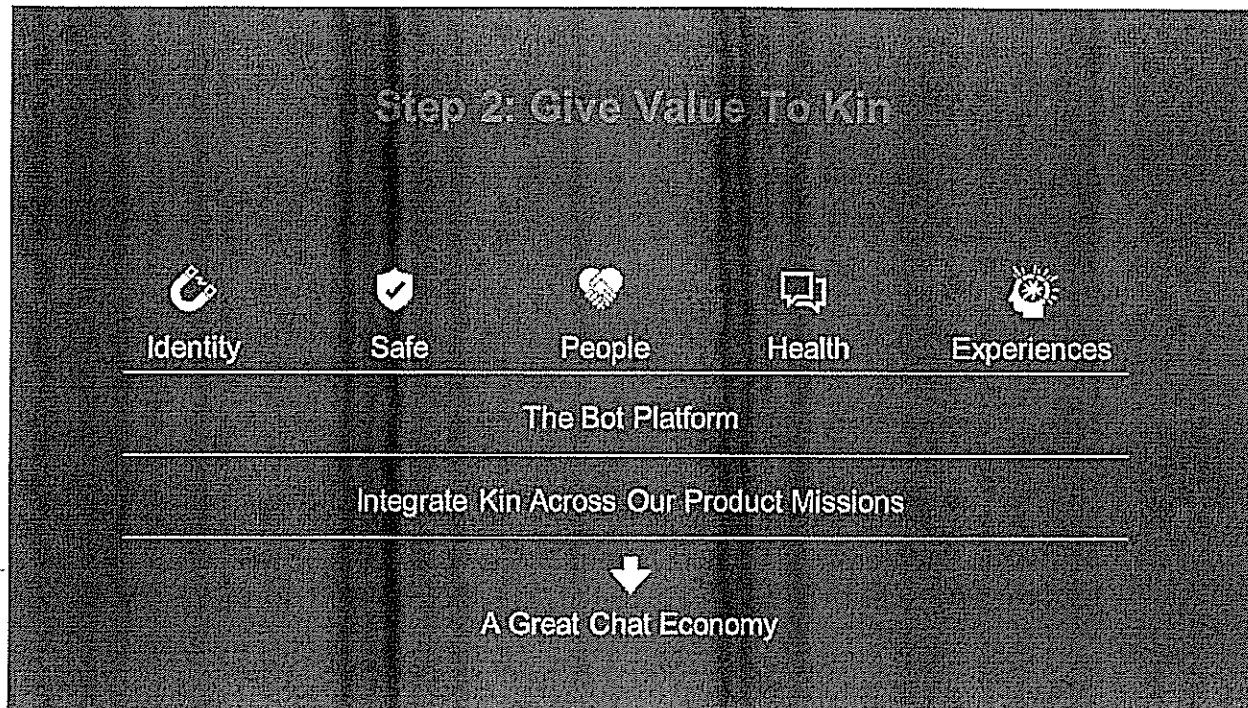 Step 2: Give Value To Kin
Identity Safe People Health Experiences
The Bot Platform
Integrate Kin Across Our Product Missions
A Great Chat Economy